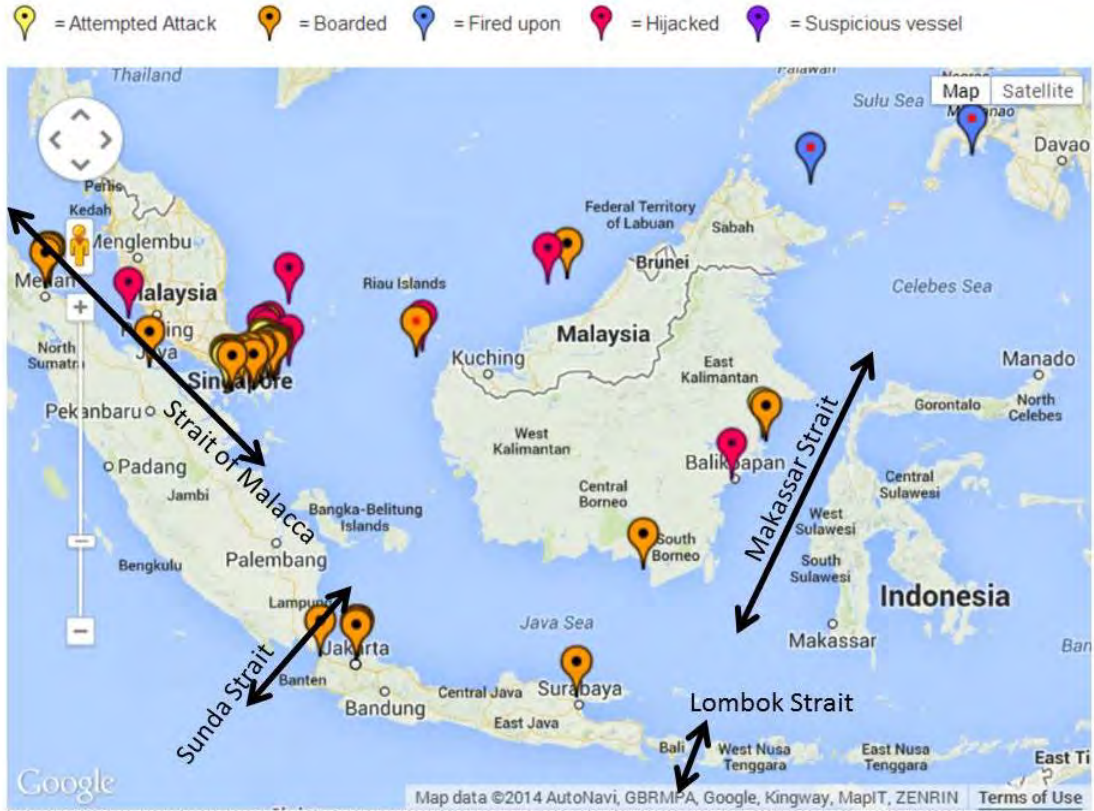 = Attempted Attack = Boarded = Fired upon = Hijacked = Suspicious vessel
Thailand
Palawan
Map Satellite
Sulu Sea
Davao
Perlis
Kedah
Menglembu
Federal Territory
of Labuan
Sabah
Brunei
Riau Islands
Celebes Sea
Malaysia
North
Sumatra
Kuching
Malaysia
East
Kalimantan
Manado
Singapore
Gorontalo
North
Celebes
Pekanbaru
Strait of Malacca
West
Kalimantan
Balikpapan
Makassar Strait
Padang
Jambi
Central
Borneo
Central
Sulawesi
Bangka-Belitung
Islands
West
Sulawesi
South
Borneo
Palembang
Bengkulu
South
Sulawesi
Indonesia
Lampung
Java Sea
Makassar
Jakarta
Sunda Strait
Banten
Central Java
Surabaya
Bandung
East Java
Lombok Strait
Bali
West Nusa
Tenggara
East Nusa
Tenggara
East Ti
Google
Map data ©2014 AutoNavi, GBRMPA, Google, Kingway, MapIT, ZENRIN Terms of Use